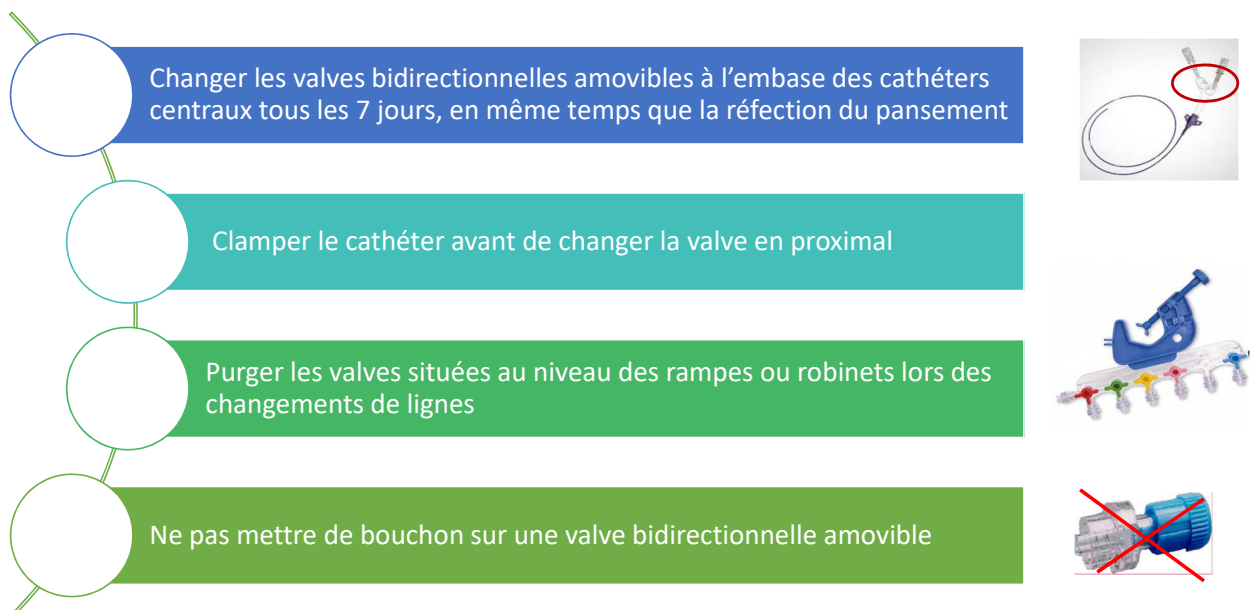 Changer les valves bidirectionnelles amovibles à l’embase des cathéters
centraux tous les 7 jours, en même temps que la réfection du pansement
Clamper le cathéter avant de changer la valve en proximal
Purger les valves situées au niveau des rampes ou robinets lors des
changements de lignes
Ne pas mettre de bouchon sur une valve bidirectionnelle amovible